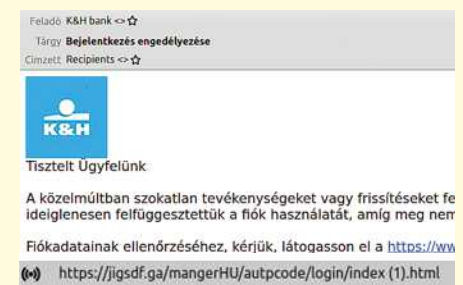 Feladó K&H bank <>
Tárgy Bejelentkezés engedélyezése
Címzett Recipients <>
K&H
Tisztelt Ügyfelünk
A közelmúltban szokatlan tevékenységeket vagy frissítéseket fe
ideiglenesen felfüggesztettük a fiók használatát, amíg meg nem
Fiókadatainak ellenőrzéséhez, kérjük, látogasson el a https://ww
https://jigsdf.ga/mangerHU/autpcode/login/index (1).html